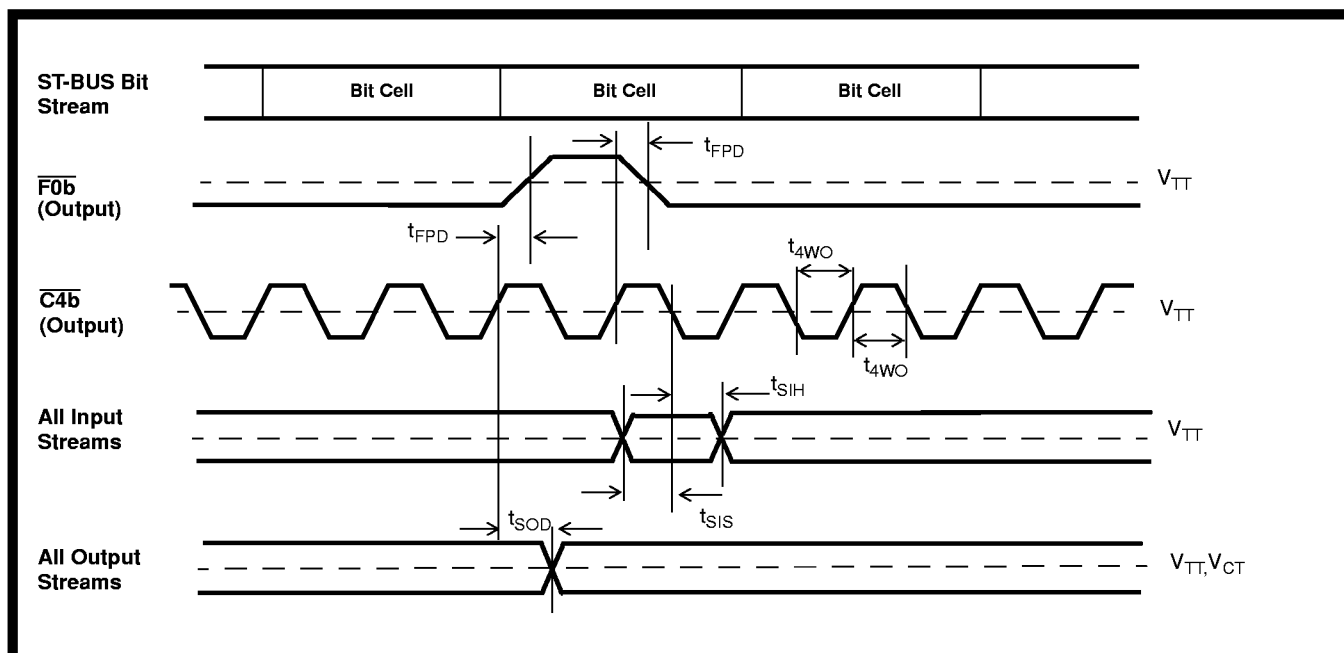 ST-BUS Bit
Stream
Bit Cell
Bit Cell
Bit Cell
tFPD
F0b
(Output)
VTT
tFPD
t4WO
C4b
(Output)
VTT
t4WO
tSIH
All Input
Streams
VTT
tSIS
tSOD
All Output
Streams
VTT,VCT